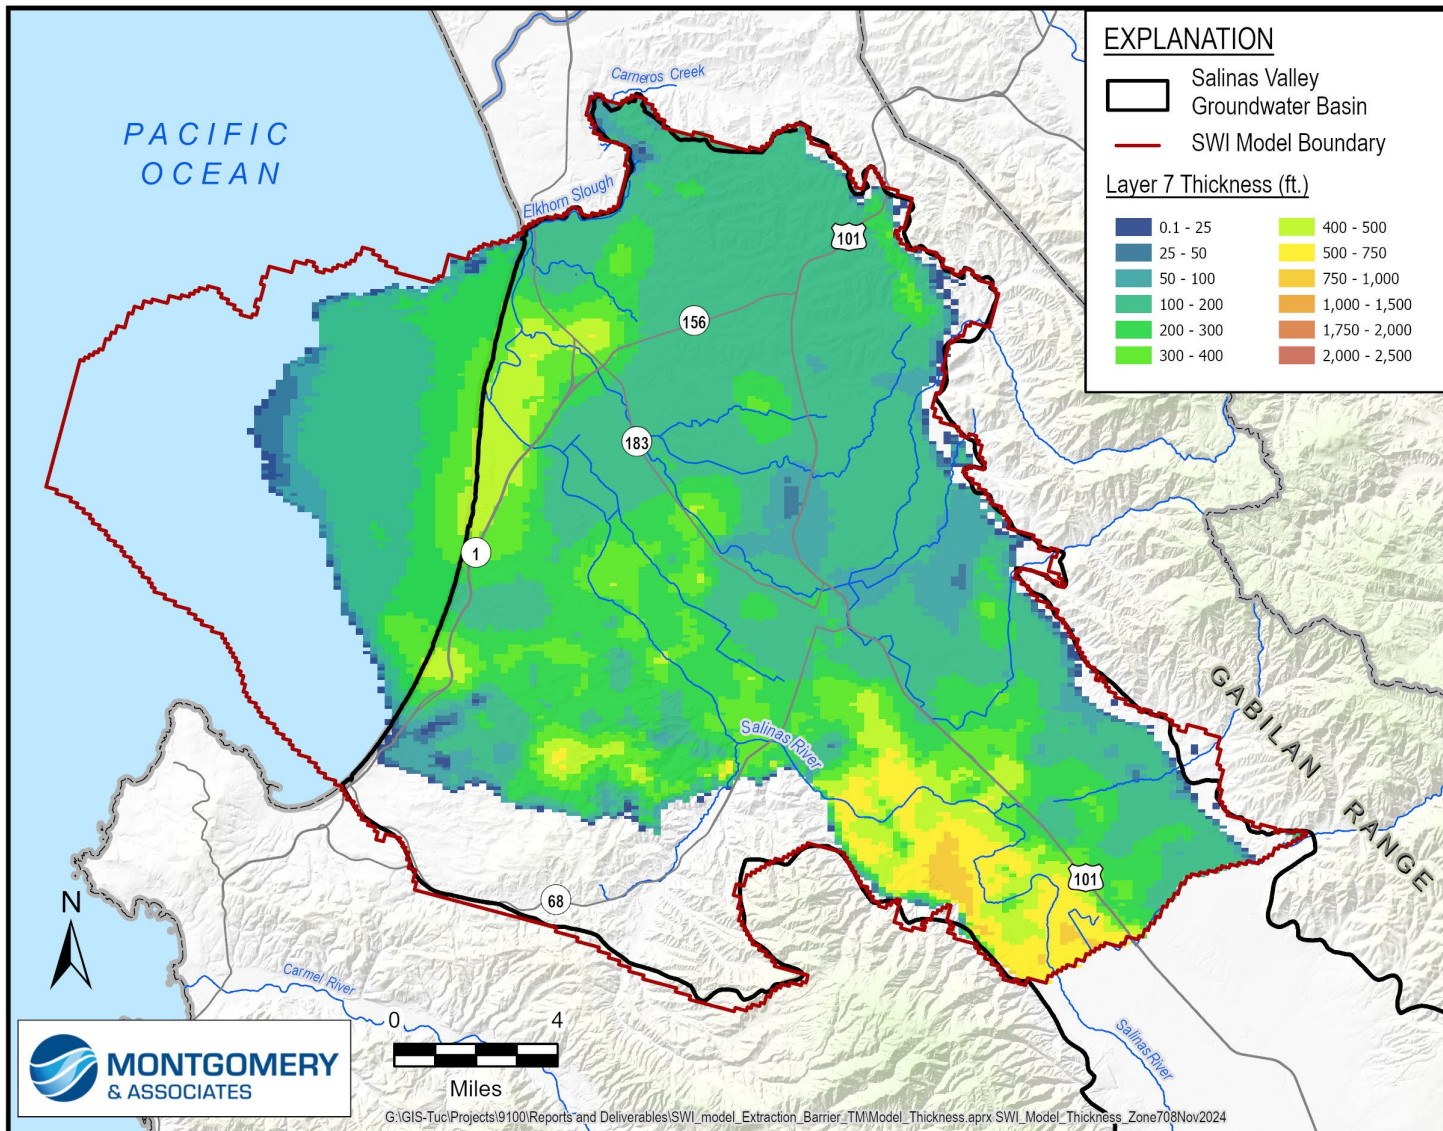 EXPLANATION
Salinas Valley
Groundwater Basin
SWI Model Boundary
Layer 7 Thickness (ft.)
0.1 - 25
25 - 50
50 - 100
100 - 200
200 - 300
300 - 400
400 - 500
500 - 750
750 - 1,000
1,000 - 1,500
1,750 - 2,000
2,000 - 2,500
Carneros Creek
PACIFIC
OCEAN
Elkhorn Slough
101
156
183
1
GABILAN RANGE
Salinas River
101
68
N
Carmel River
0 4
Miles
Salinas River
MONTGOMERY
& ASSOCIATES
G:\GIS-Tuc\Projects\9100\Reports and Deliverables\SWI_model_Extraction_Barrier_TM\Model_Thickness.aprx SWI_Model_Thickness_Zone708Nov2024